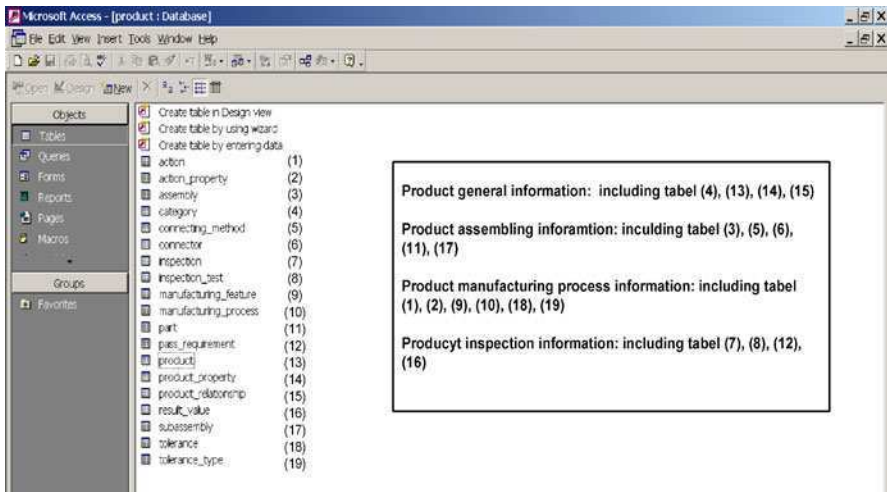 Microsoft Access - [product : Database]
File Edit View Insert Tools Window Help
Open Design New
Objects
Tables
Queries
Forms
Reports
Pages
Macros
Groups
Favorites
Create table in Design view
Create table by using wizard
Create table by entering data
action (1)
action_property (2)
assembly (3)
category (4)
connecting_method (5)
connector (6)
inspection (7)
inspection_test (8)
manufacturing_feature (9)
manufacturing_process (10)
part (11)
pass_requirement (12)
product (13)
product_property (14)
product_relationship (15)
result_value (16)
subassembly (17)
tolerance (18)
tolerance_type (19)
Product general information: including tabel (4), (13), (14), (15)
Product assembling inforamtion: inculding tabel (3), (5), (6),
(11), (17)
Product manufacturing process information: including tabel
(1), (2), (9), (10), (18), (19)
Producyt inspection information: including tabel (7), (8), (12),
(16)